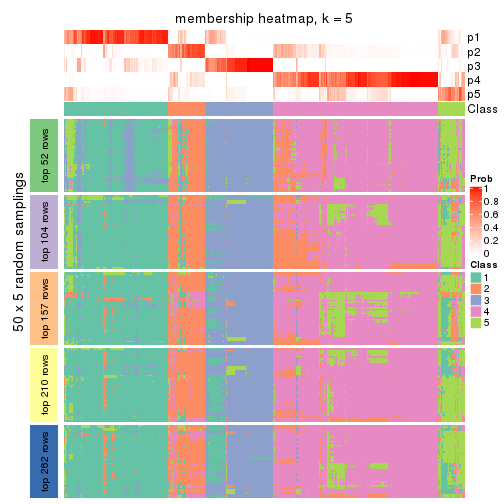 membership heatmap, k = 5
p1
p2
p3
p4
p5
Class
50 x 5 random samplings
top 52 rows
top 104 rows
top 157 rows
top 210 rows
top 262 rows
Prob
1
0.8
0.6
0.4
0.2
0
Class
1
2
3
4
5